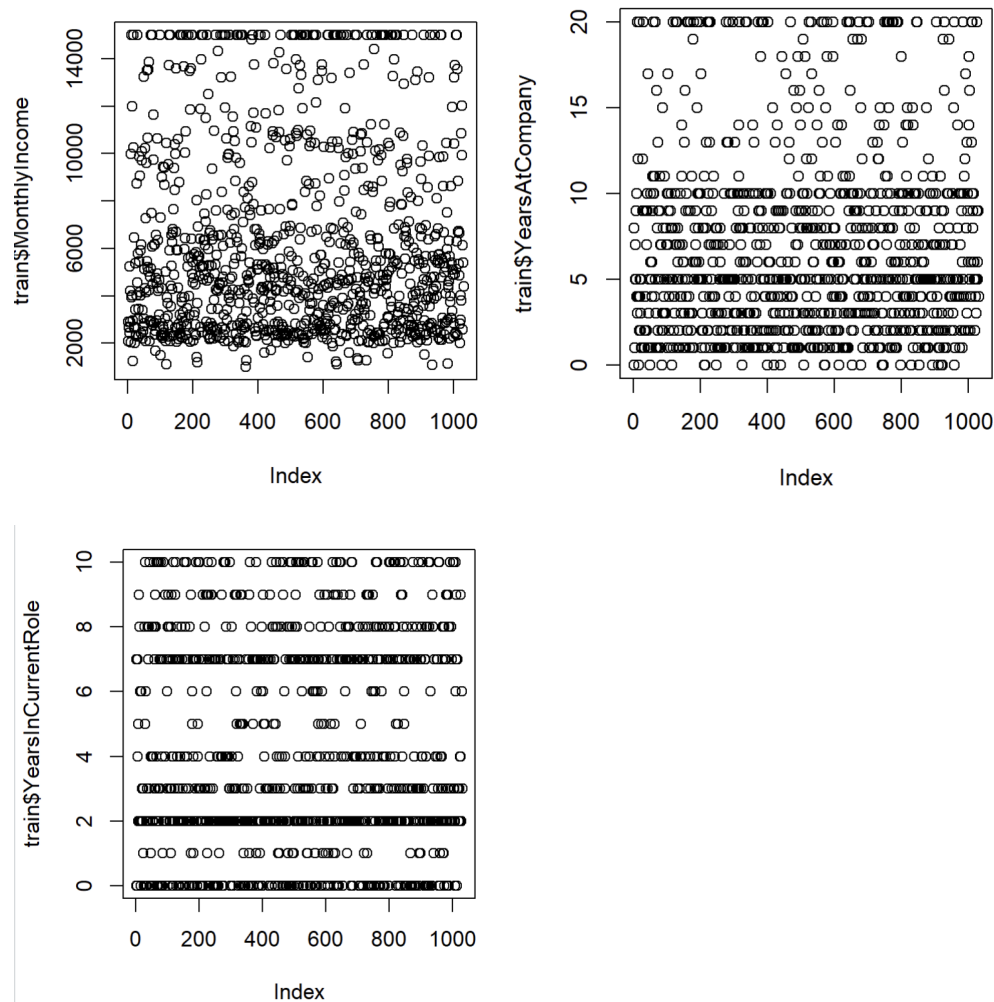 train$MonthlyIncome
14000
10000
6000
2000
0 200 400 600 800 1000
Index
train$YearsAtCompany
20
15
10
5
0
0 200 400 600 800 1000
Index
train$YearsInCurrentRole
10
8
6
4
2
0
0 200 400 600 800 1000
Index